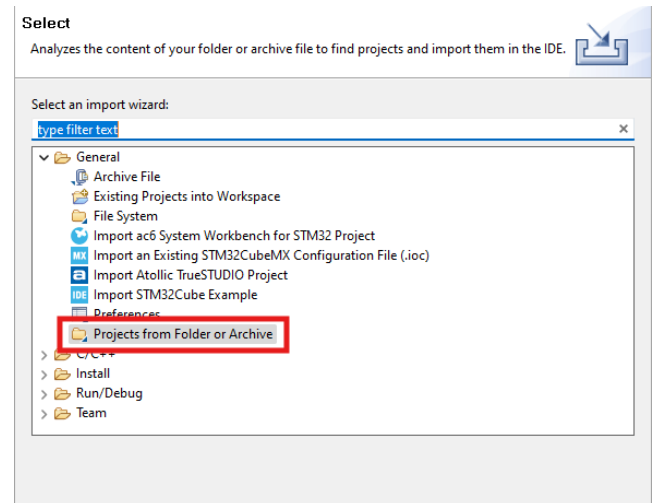 Select
Analyzes the content of your folder or archive file to find projects and import them in the IDE.
Select an import wizard:
type filter text
General
Archive File
Existing Projects into Workspace
File System
Import ac6 System Workbench for STM32 Project
MX Import an Existing STM32CubeMX Configuration File (.ioc)
Import Atollic TrueSTUDIO Project
IDE Import STM32Cube Example
Preferences
Projects from Folder or Archive
C/C++
Install
Run/Debug
Team